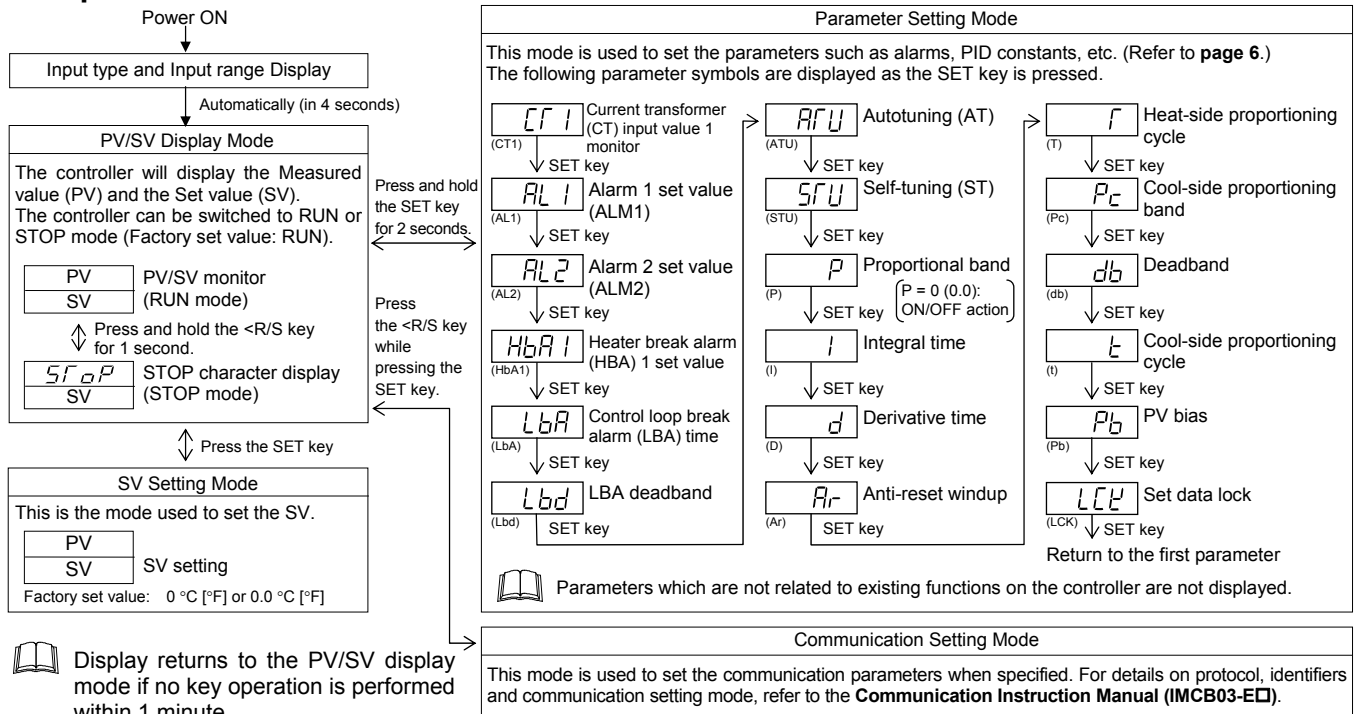 Power ON
Input type and Input range Display
Automatically (in 4 seconds)
PV/SV Display Mode
The controller will display the Measured
value (PV) and the Set value (SV).
The controller can be switched to RUN or
STOP mode (Factory set value: RUN).
PV
SV
PV/SV monitor
(RUN mode)
Press and hold the <R/S key
for 1 second.
SToP
SV
STOP character display
(STOP mode)
Press the SET key
SV Setting Mode
This is the mode used to set the SV.
PV
SV
SV setting
Factory set value: 0 °C [°F] or 0.0 °C [°F]
Display returns to the PV/SV display
mode if no key operation is performed
within 1 minute
Press and hold
the SET key
for 2 seconds.
Press
the <R/S key
while
pressing the
SET key.
Parameter Setting Mode
This mode is used to set the parameters such as alarms, PID constants, etc. (Refer to page 6.)
The following parameter symbols are displayed as the SET key is pressed.
CT1
(CT1)
Current transformer
(CT) input value 1
monitor
SET key
AL1
(AL1)
Alarm 1 set value
(ALM1)
SET key
AL2
(AL2)
Alarm 2 set value
(ALM2)
SET key
HbA1
(HbA1)
Heater break alarm
(HBA) 1 set value
SET key
LbA
(LbA)
Control loop break
alarm (LBA) time
SET key
Lbd
(Lbd)
LBA deadband
SET key
ATU
(ATU)
Autotuning (AT)
SET key
STU
(STU)
Self-tuning (ST)
SET key
P
(P)
Proportional band
P = 0 (0.0):
ON/OFF action
SET key
I
(I)
Integral time
SET key
d
(D)
Derivative time
SET key
Ar
(Ar)
Anti-reset windup
SET key
T
(T)
Heat-side proportioning
cycle
SET key
Pc
(Pc)
Cool-side proportioning
band
SET key
db
(db)
Deadband
SET key
t
(t)
Cool-side proportioning
cycle
SET key
Pb
(Pb)
PV bias
SET key
LCK
(LCK)
Set data lock
SET key
Return to the first parameter
Parameters which are not related to existing functions on the controller are not displayed.
Communication Setting Mode
This mode is used to set the communication parameters when specified. For details on protocol, identifiers
and communication setting mode, refer to the Communication Instruction Manual (IMCB03-E□).